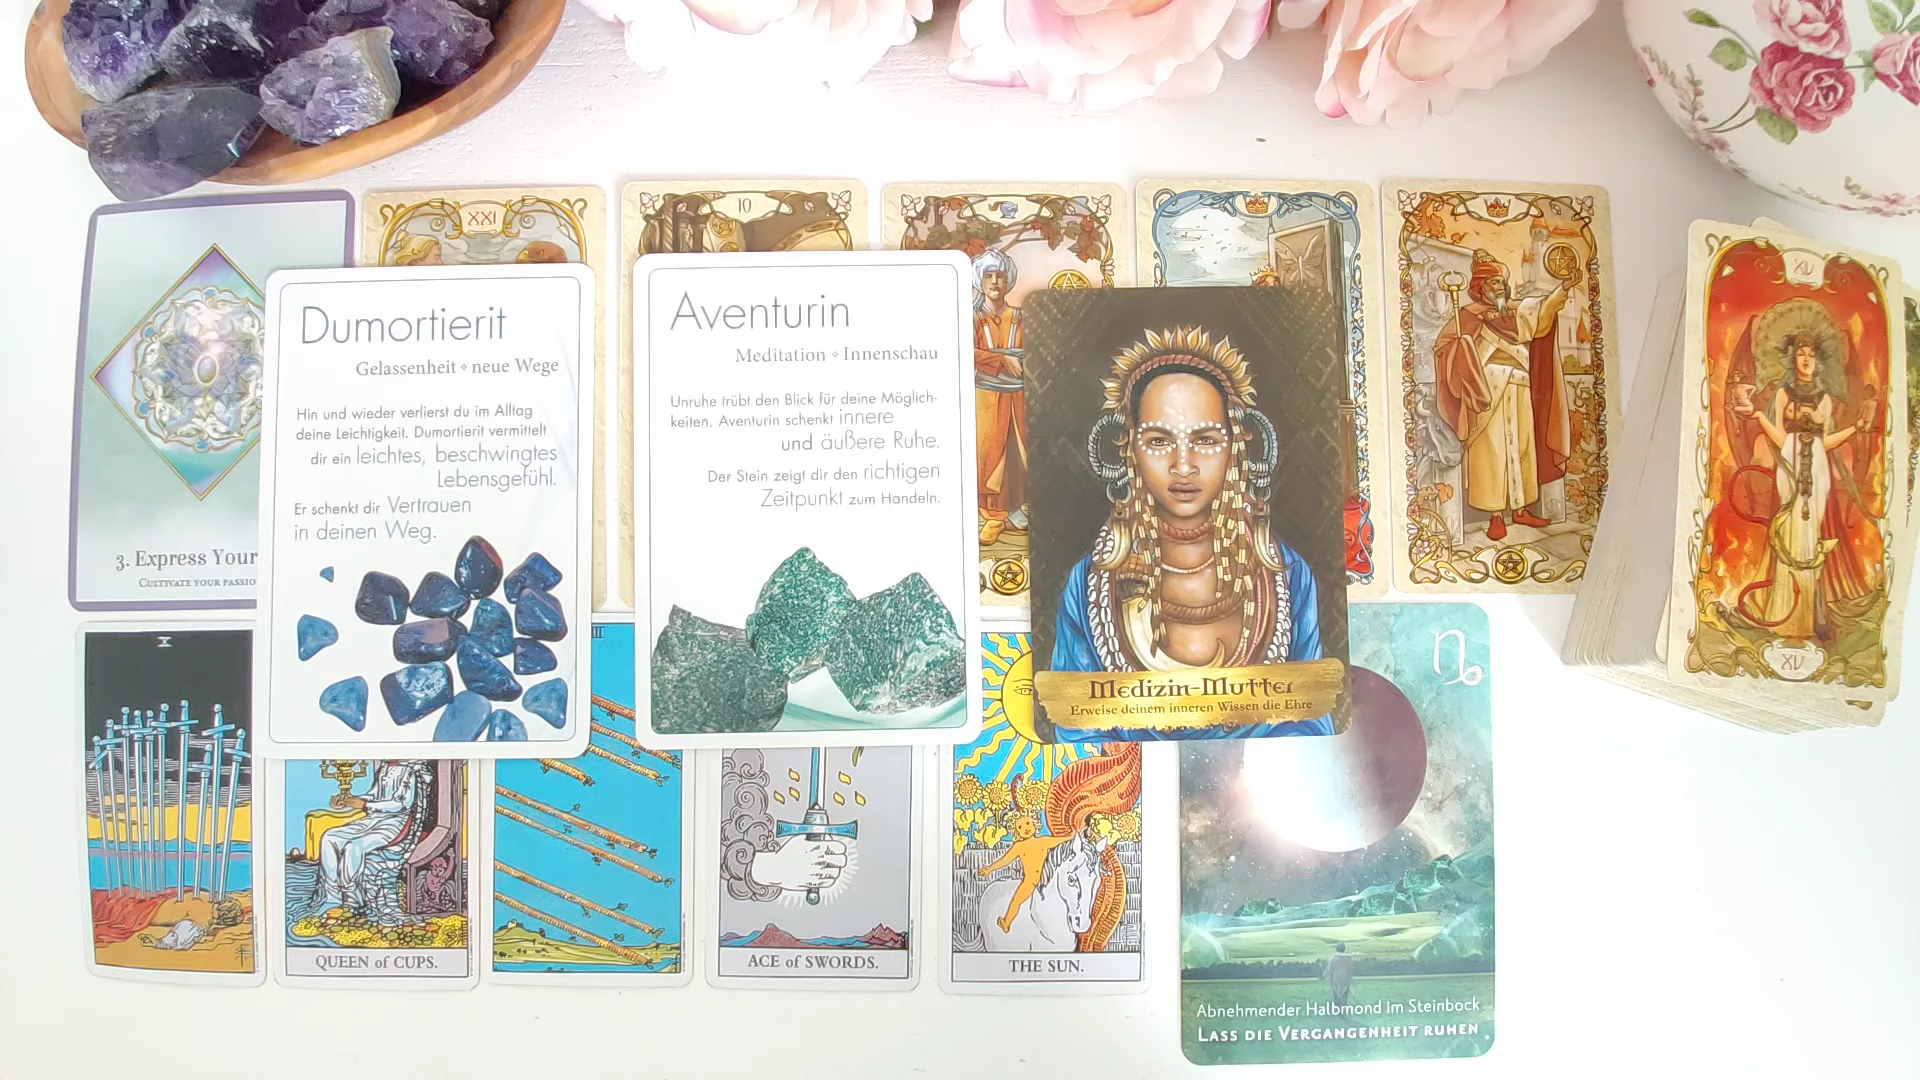 XXI
10
Dumortierit
Gelassenheit ⋄ neue Wege
Hin und wieder verlierst du im Alltag
deine Leichtigkeit. Dumortierit vermittelt
dir ein leichtes, beschwingtes
Lebensgefühl.
Er schenkt dir Vertrauen
in deinen Weg.
Aventurin
Meditation ⋄ Innenschau
Unruhe trübt den Blick für deine Möglich-
keiten. Aventurin schenkt innere
und äußere Ruhe.
Der Stein zeigt dir den richtigen
Zeitpunkt zum Handeln.
3. Express Your
Cultivate your passio
Medizin-Mutter
Erweise deinem inneren Wissen die Ehre
XV
XV
X
QUEEN of CUPS.
ACE of SWORDS.
THE SUN.
Abnehmender Halbmond im Steinbock
Lass die Vergangenheit ruhen